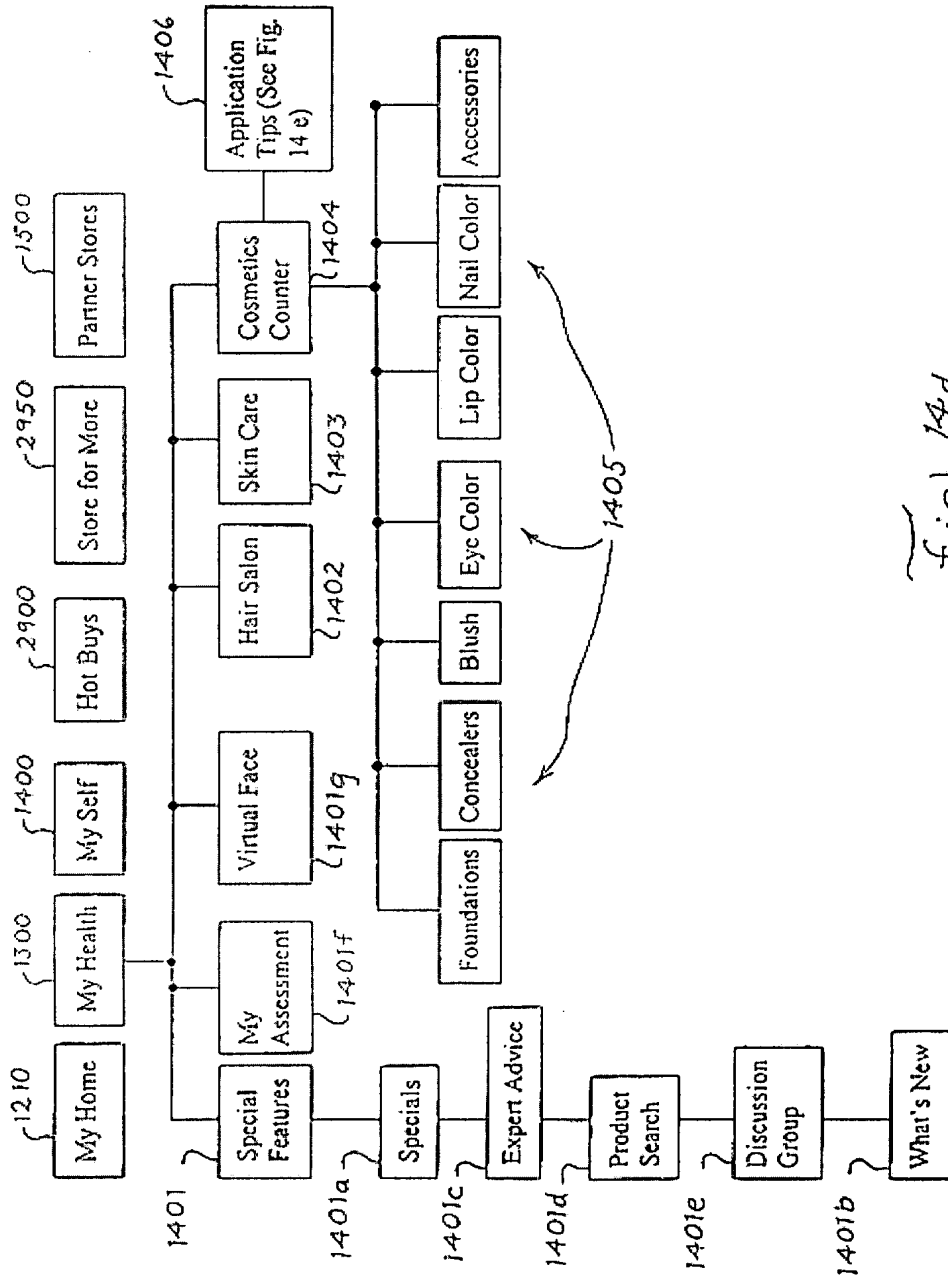 1210
1300
1400
2900
2950
1500
My Home
My Health
My Self
Hot Buys
Store for More
Partner Stores
1401
1406
Special
Features
My
Assessment
Virtual Face
Hair Salon
Skin Care
Cosmetics
Counter
Application
Tips (See Fig.
14 e)
1401f
1401g
1402
1403
1404
1401a
Specials
1401c
Expert Advice
1401d
Product
Search
1401e
Discussion
Group
1401b
What's New
Foundations
Concealers
Blush
Eye Color
Lip Color
Nail Color
Accessories
1405